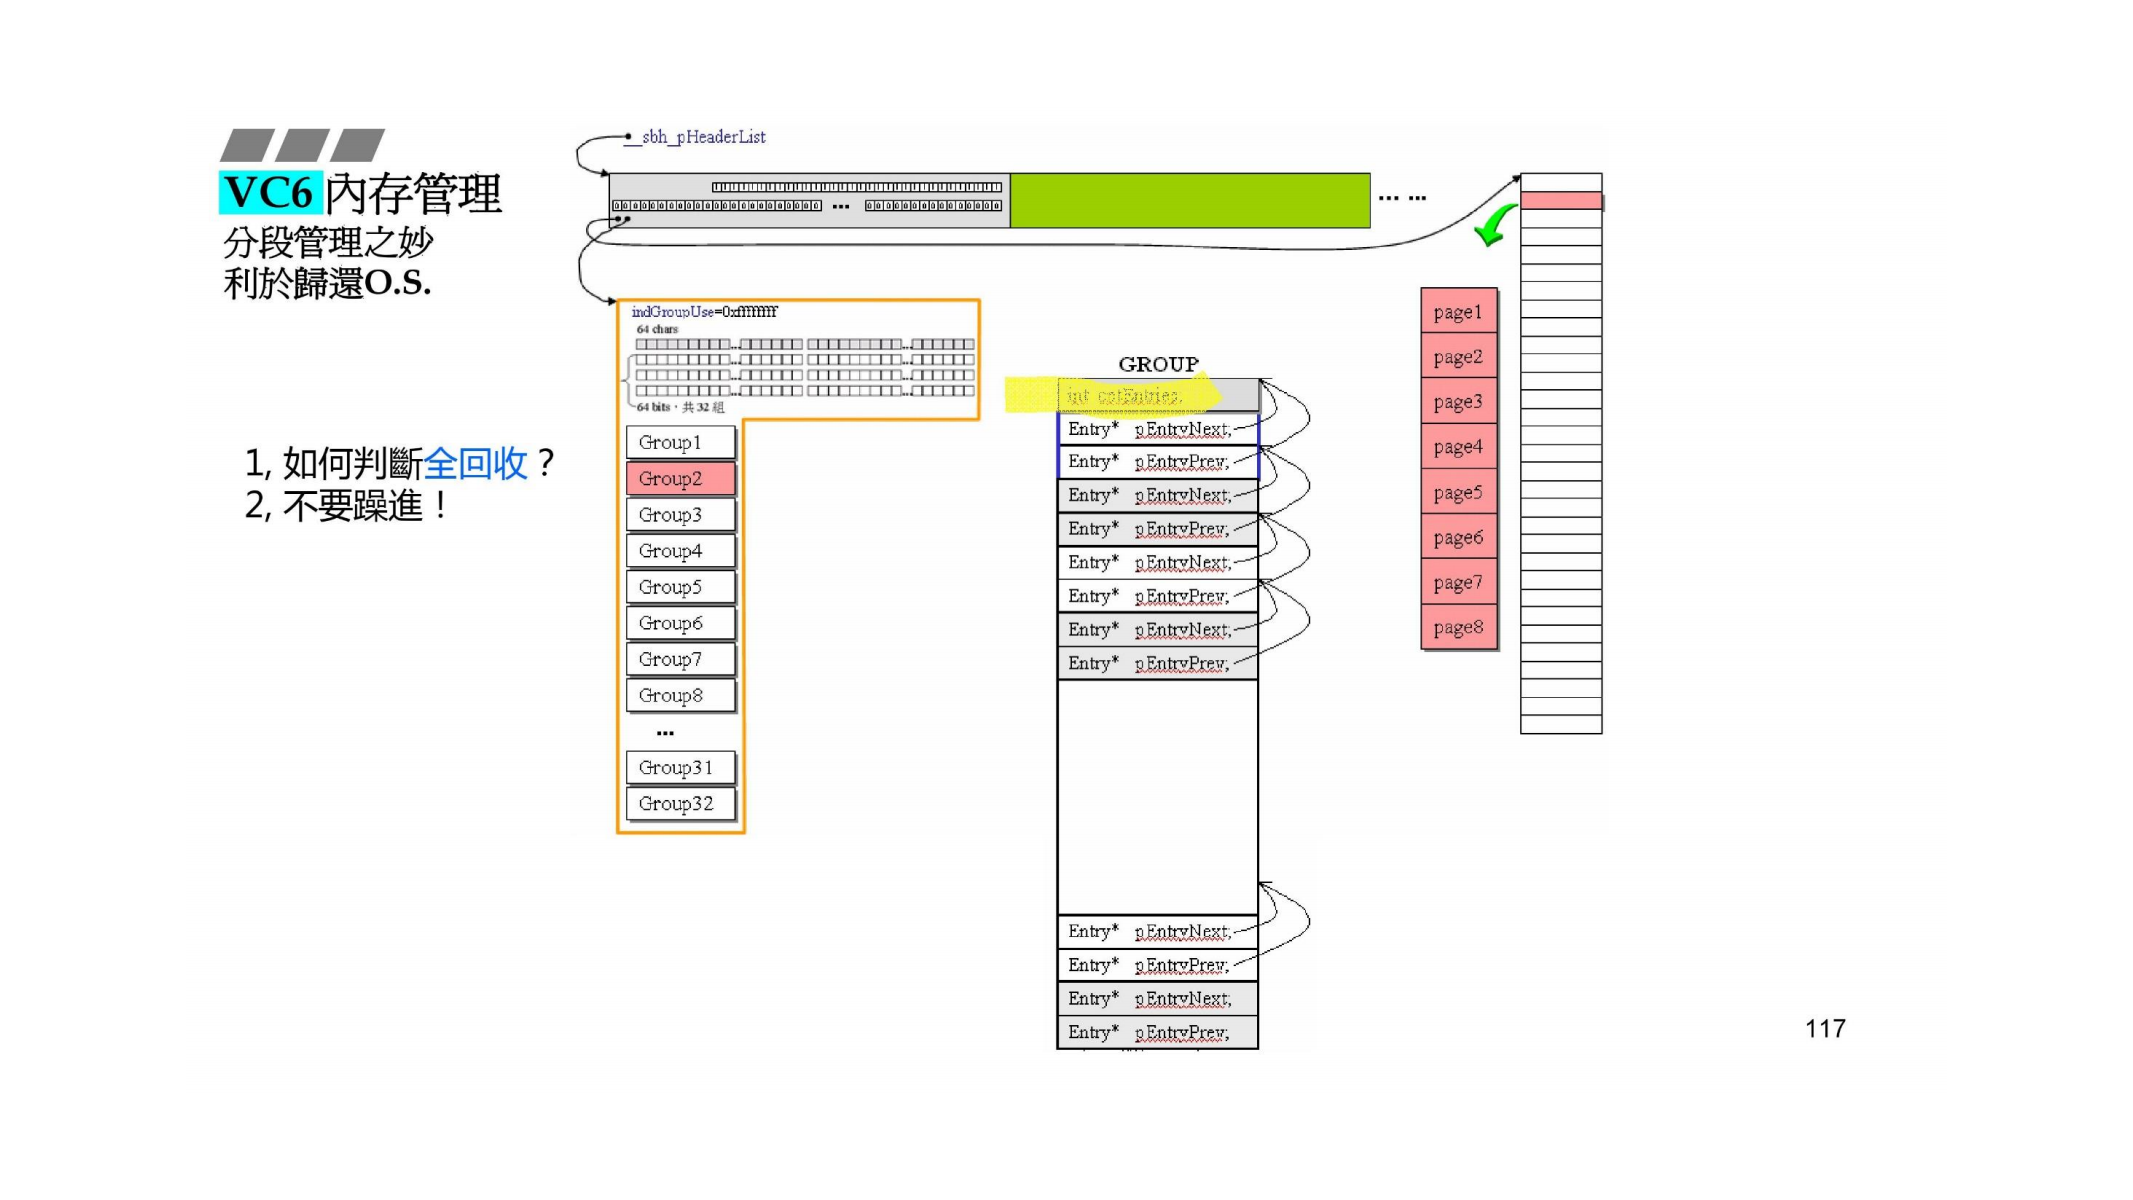 VC6 內存管理
分段管理之妙
利於歸還O.S.
1, 如何判斷全回收？
2, 不要躁進！
__sbh_pHeaderList
... ...
indGroupUse=0xffffffff
64 chars
64 bits，共 32 組
Group1
Group2
Group3
Group4
Group5
Group6
Group7
Group8
...
Group31
Group32
GROUP
int cntEntries;
Entry* pEntryNext;
Entry* pEntryPrev;
Entry* pEntryNext;
Entry* pEntryPrev;
Entry* pEntryNext;
Entry* pEntryPrev;
Entry* pEntryNext;
Entry* pEntryPrev;
Entry* pEntryNext;
Entry* pEntryPrev;
Entry* pEntryNext;
Entry* pEntryPrev;
page1
page2
page3
page4
page5
page6
page7
page8
117